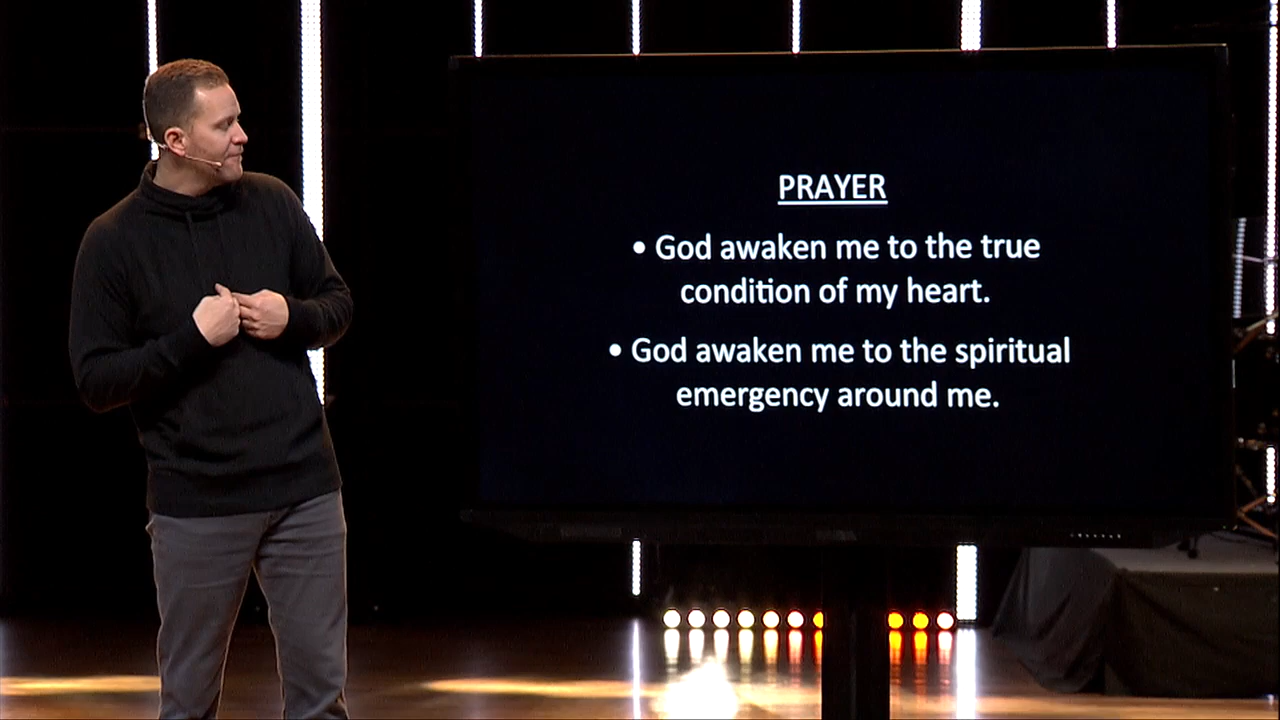 PRAYER
• God awaken me to the true
condition of my heart.
• God awaken me to the spiritual
emergency around me.